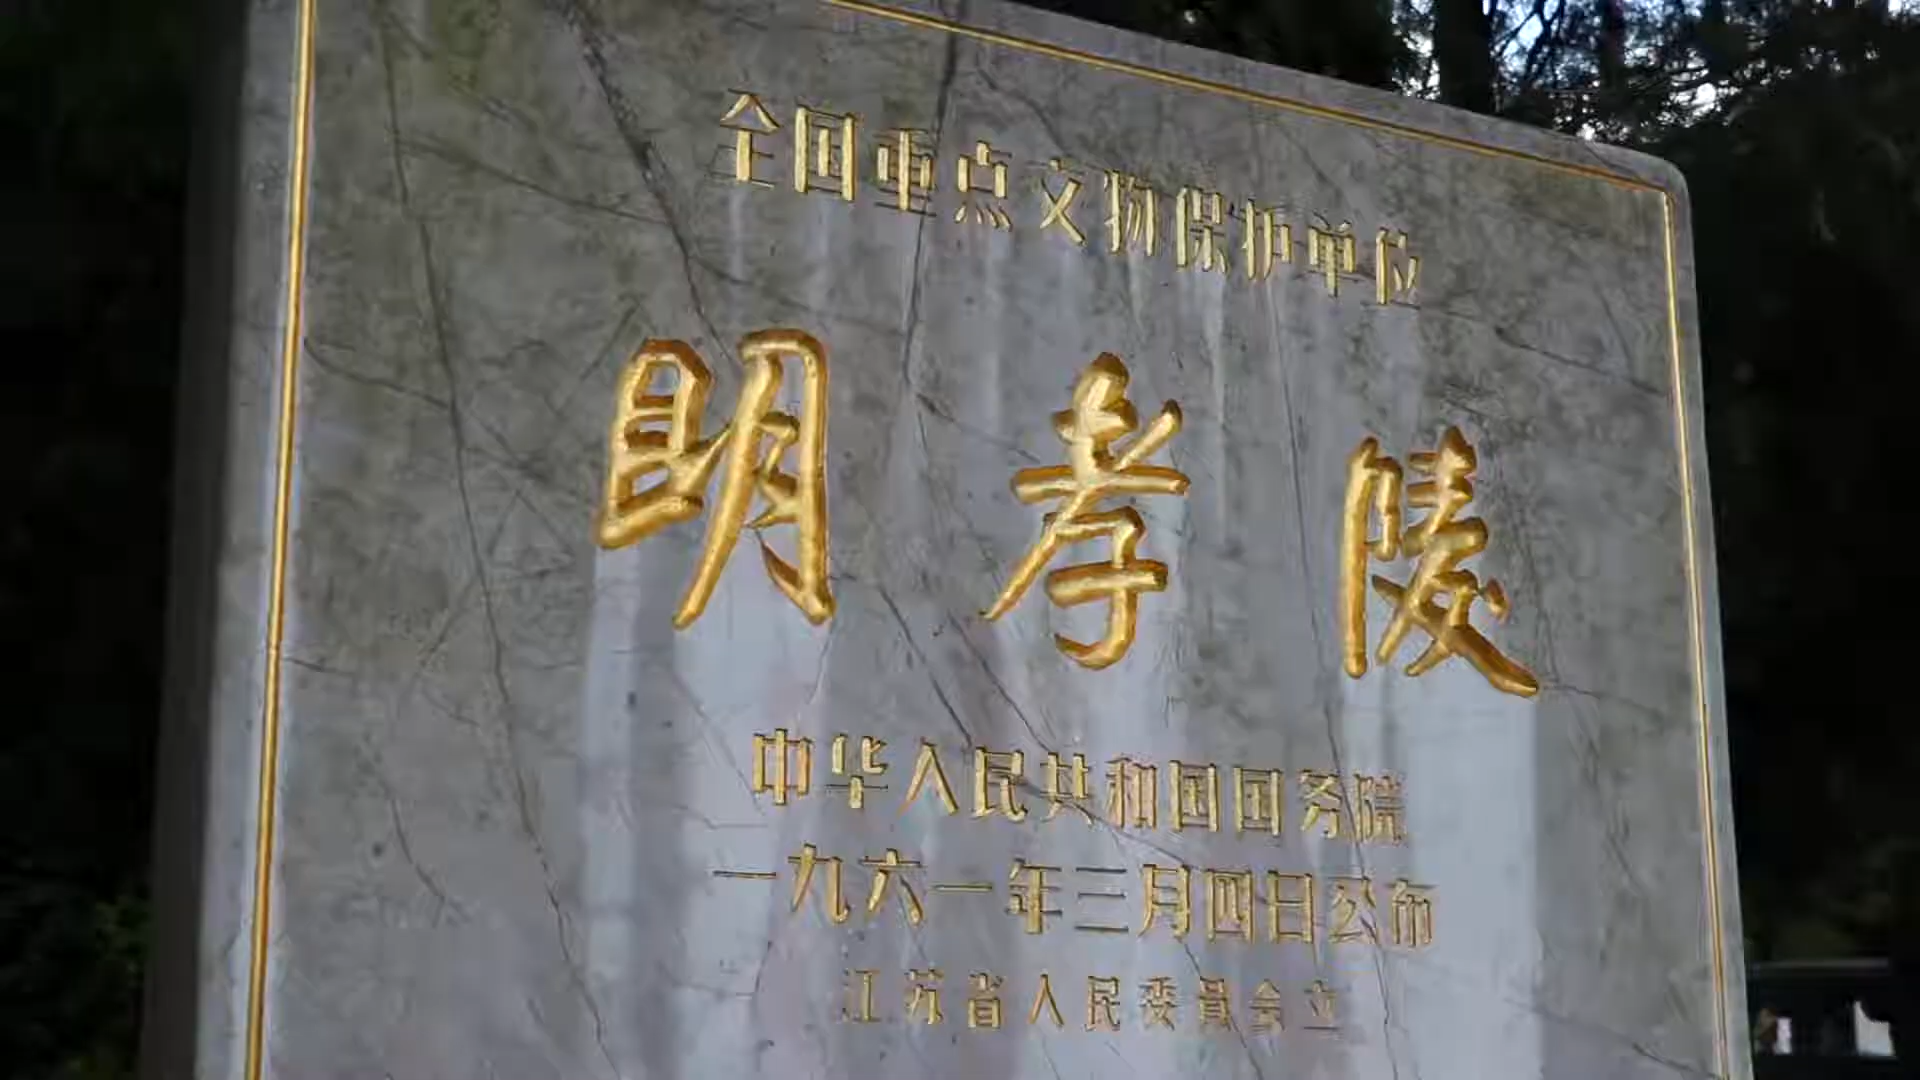 全国重点文物保护单位
明孝陵
中华人民共和国国务院
一九六一年三月四日公布
江苏省人民委员会立